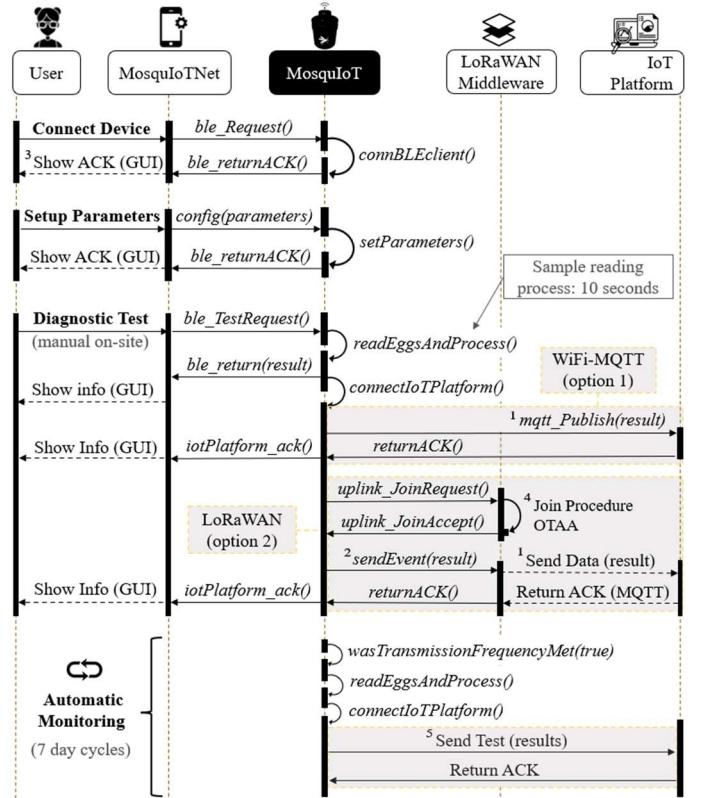 User
MosquIoTNet
MosquIoT
LoRaWAN
Middleware
IoT
Platform
Connect Device
ble_Request()
connBLEclient()
3 Show ACK (GUI)
ble_returnACK()
Setup Parameters
config(parameters)
setParameters()
Show ACK (GUI)
ble_returnACK()
Sample reading
process: 10 seconds
Diagnostic Test
(manual on-site)
ble_TestRequest()
readEggsAndProcess()
ble_return(result)
Show info (GUI)
connectIoTPlatform()
WiFi-MQTT
(option 1)
1 mqtt_Publish(result)
Show Info (GUI)
iotPlatform_ack()
returnACK()
uplink_JoinRequest()
4 Join Procedure
OTAA
LoRaWAN
(option 2)
uplink_JoinAccept()
2 sendEvent(result)
1 Send Data (result)
Show Info (GUI)
iotPlatform_ack()
returnACK()
Return ACK (MQTT)
wasTransmissionFrequencyMet(true)
readEggsAndProcess()
Automatic
Monitoring
(7 day cycles)
connectIoTPlatform()
5 Send Test (results)
Return ACK